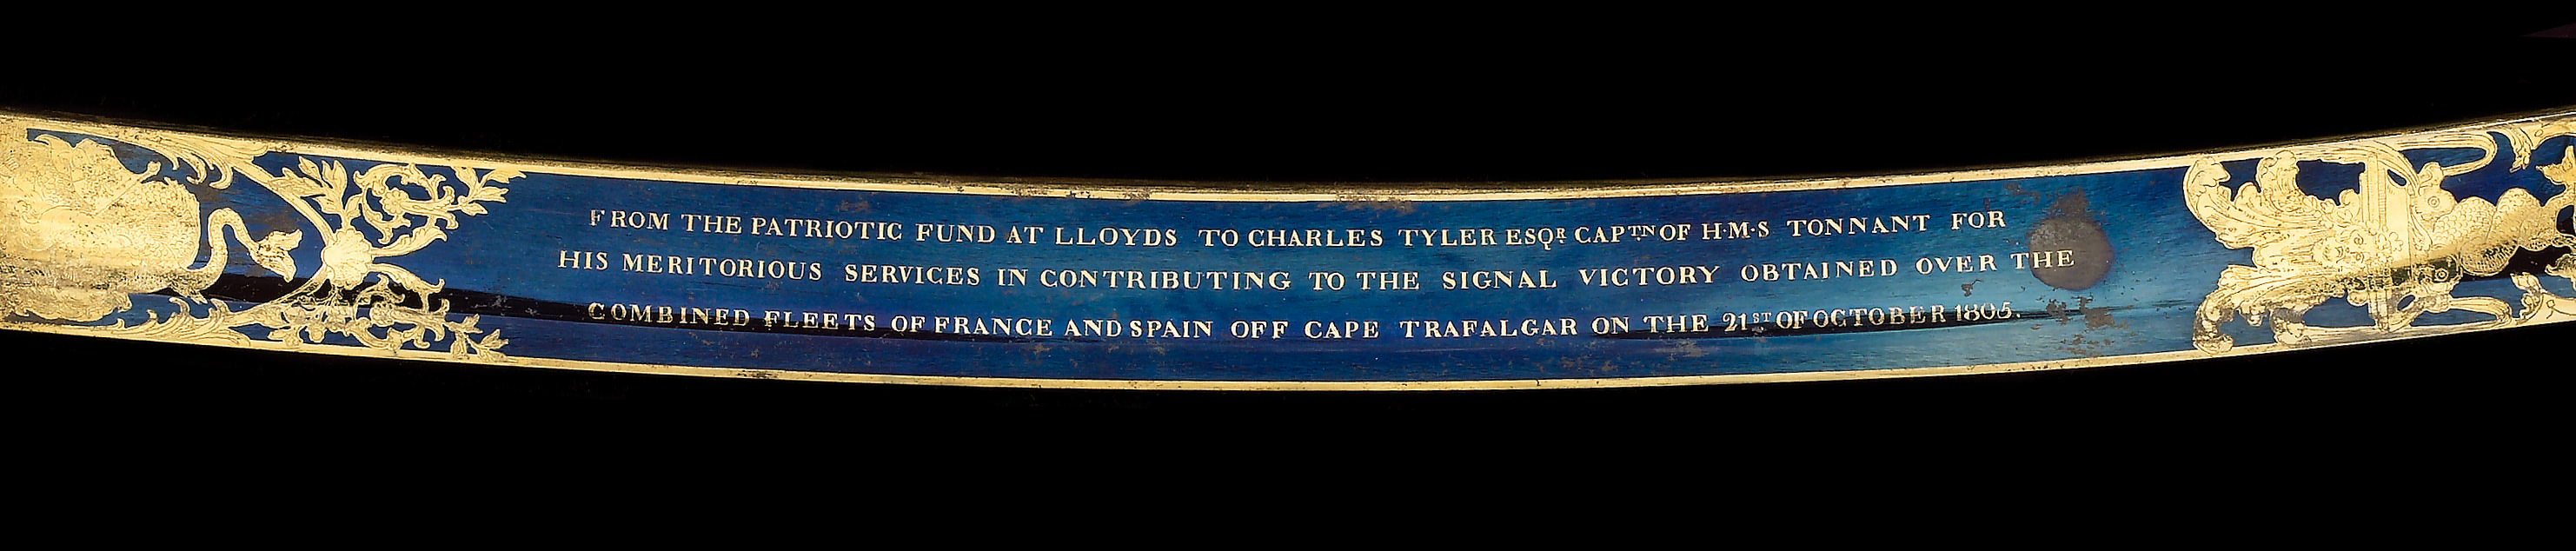 FROM THE PATRIOTIC FUND AT LLOYDS TO CHARLES TYLER ESQR CAPTN OF H·M·S TONNANT FOR
HIS MERITORIOUS SERVICES IN CONTRIBUTING TO THE SIGNAL VICTORY OBTAINED OVER THE
COMBINED FLEETS OF FRANCE AND SPAIN OFF CAPE TRAFALGAR ON THE 21ST OF OCTOBER 1805.